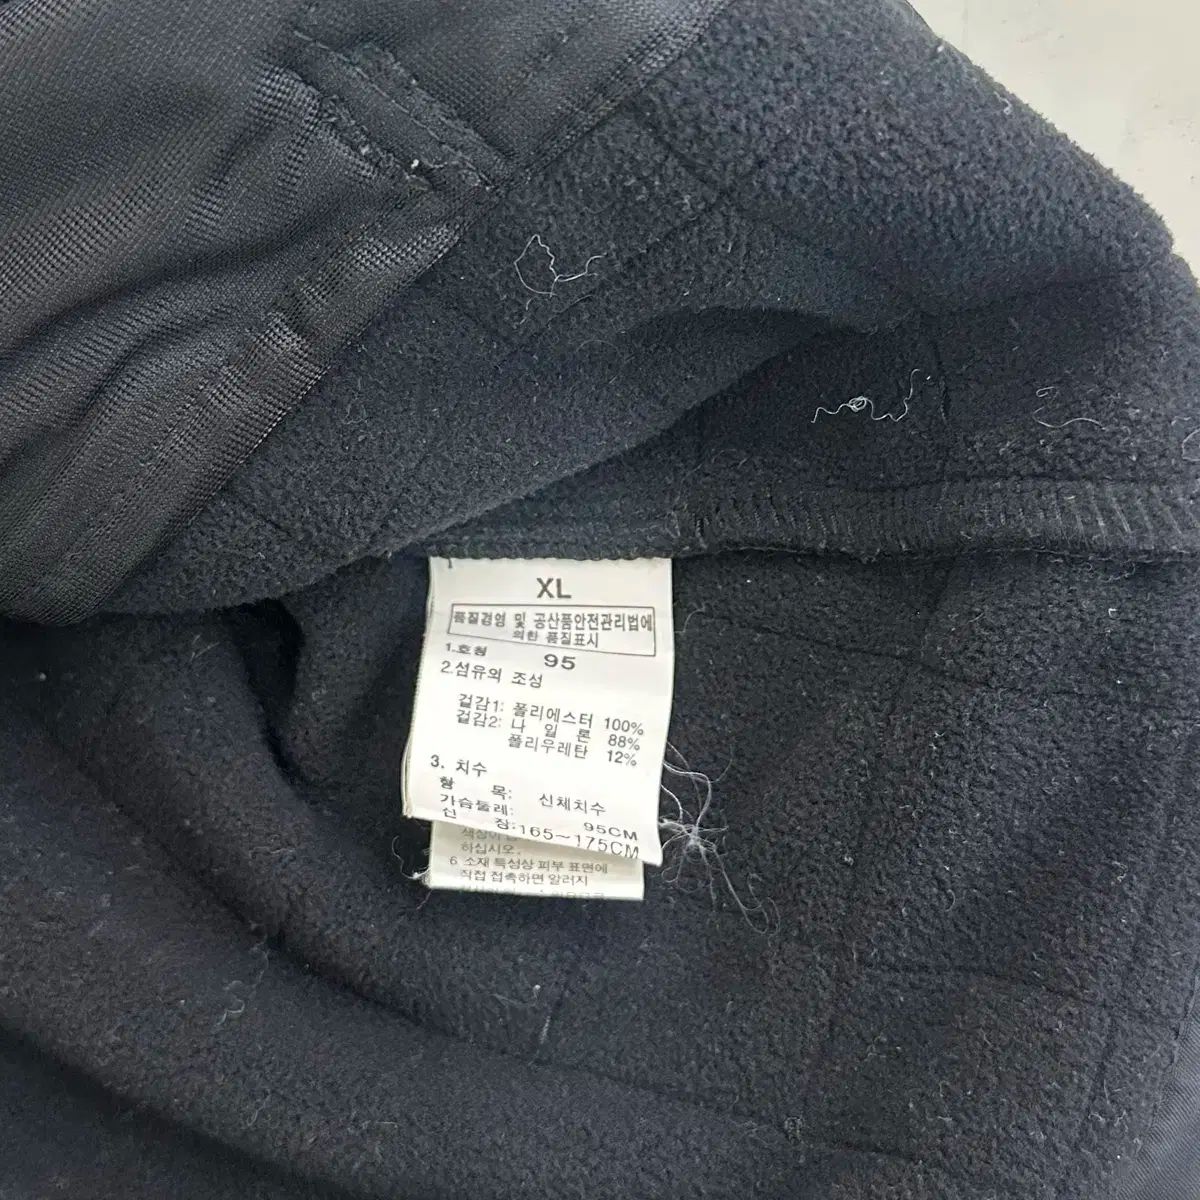 XL
품질경영 및 공산품안전관리법에
의한 품질표시
1.호칭 95
2.섬유의 조성
겉감1: 폴리에스터 100%
겉감2: 나 일 론 88%
폴리우레탄 12%
3. 치수
항 목: 신체치수
가슴둘레: 95CM
신 장:165~175CM
하십시오.
6 소재 특성상 피부 표면에
직접 접촉하면 알러지